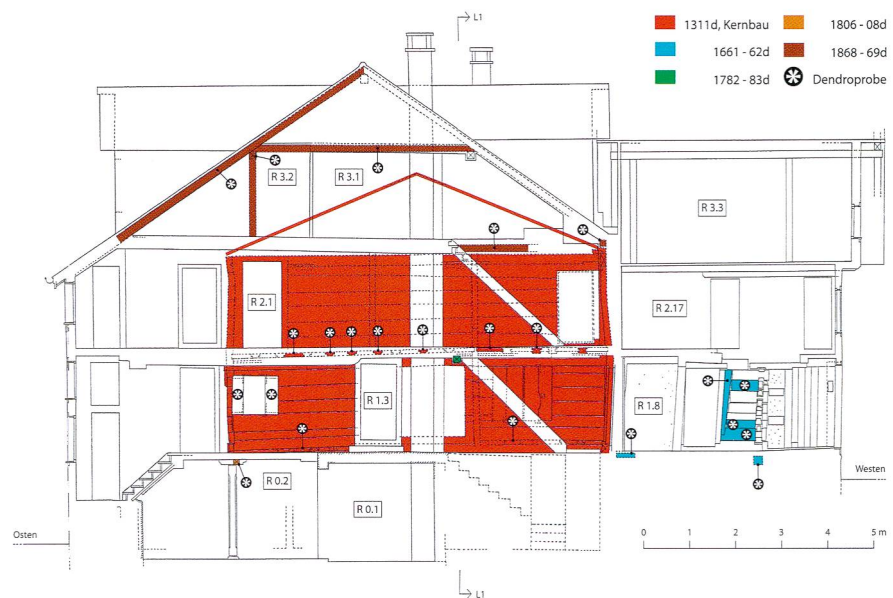 L1
1311d, Kernbau
1806 - 08d
1661 - 62d
1868 - 69d
1782 - 83d
Dendroprobe
R 3.2
R 3.1
R 3.3
R 2.1
R 2.17
R 1.3
R 1.8
R 0.2
R 0.1
Osten
Westen
0 1 2 3 4 5 m
L1